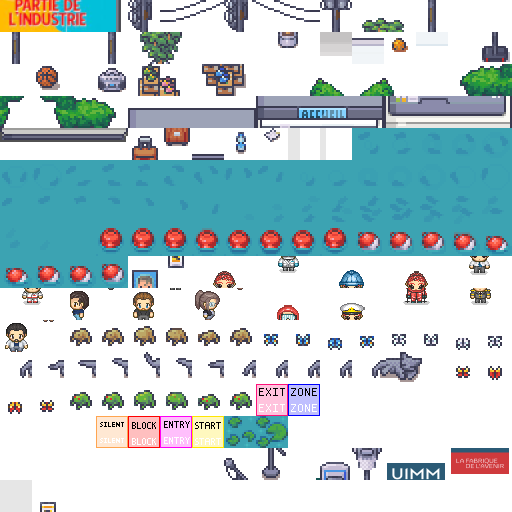 PARTIE DE
L'INDUSTRIE
ACCUEIL
EXIT ZONE
EXIT ZONE
SILENT BLOCK ENTRY START
SILENT BLOCK ENTRY START
UIMM
LA FABRIQUE
DE L'AVENIR